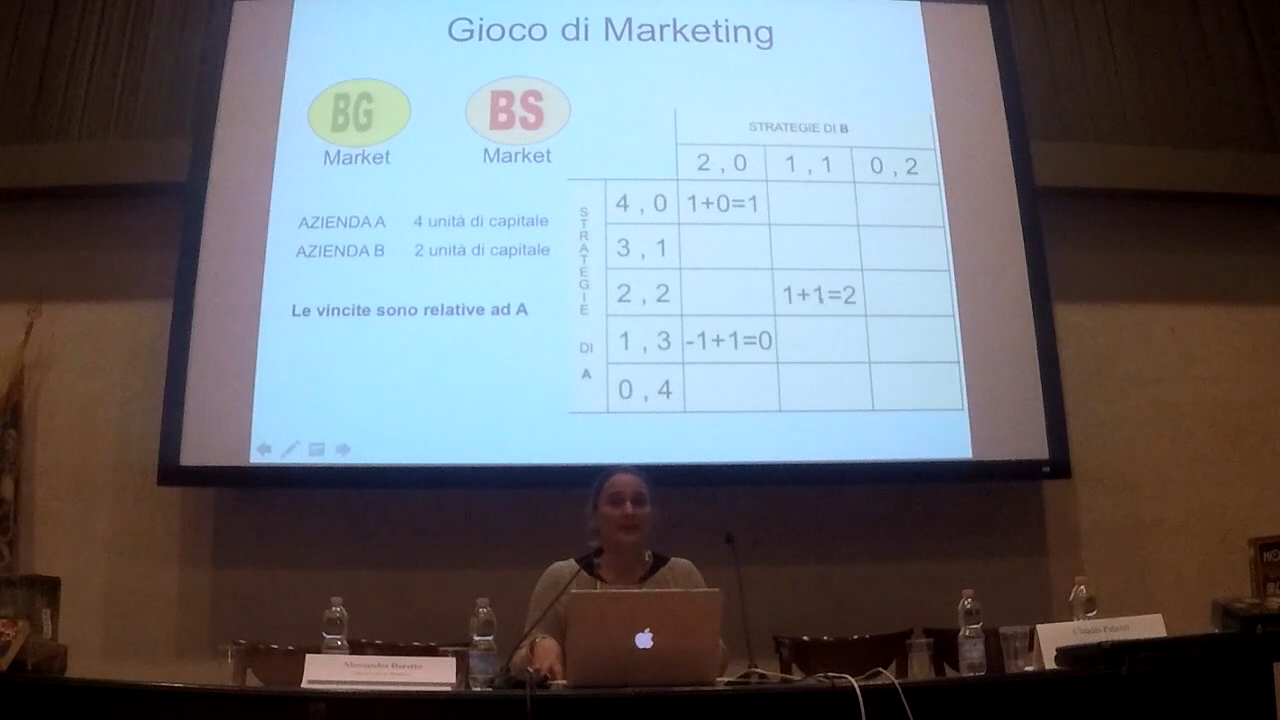 Gioco di Marketing
BG
Market
BS
Market
AZIENDA A 4 unità di capitale
AZIENDA B 2 unità di capitale
Le vincite sono relative ad A
STRATEGIE DI B
2 , 0 1 , 1 0 , 2
STRATEGIE DI A
4 , 0 1+0=1
3 , 1
2 , 2 1+1=2
1 , 3 -1+1=0
0 , 4